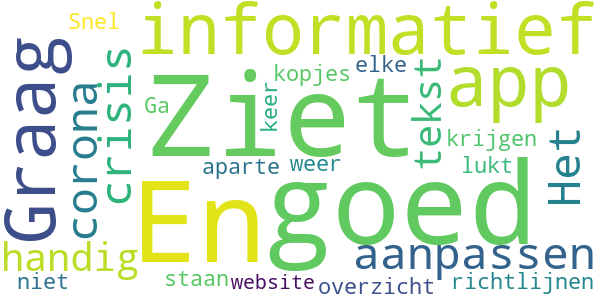 Snel
informatief
Graag
corona
crisis
Ziet
kopjes
elke
tekst
app
Ga
keer
krijgen
aparte
weer
lukt
Het
En
goed
handig
aanpassen
niet
staan
website
overzicht
richtlijnen